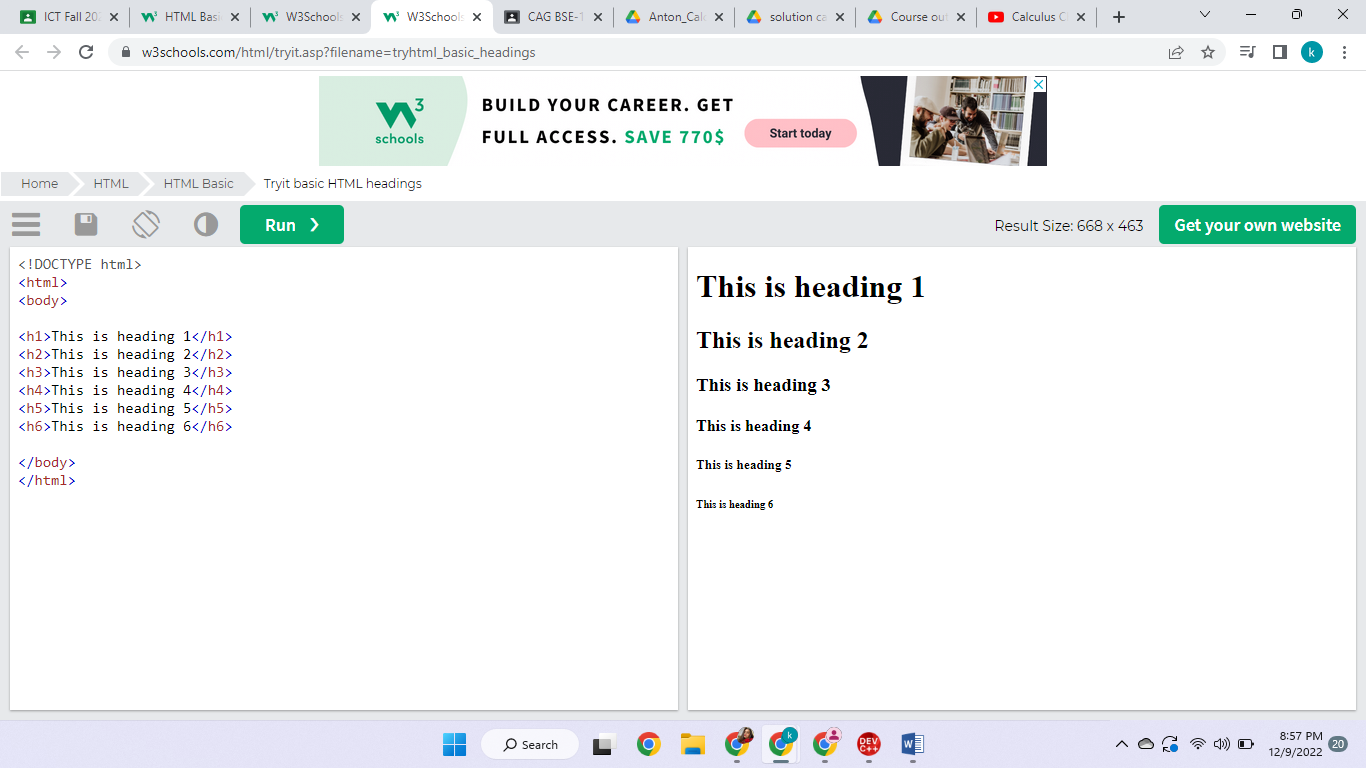 ICT Fall 20
HTML Basi
W3Schools
W3Schools
CAG BSE-1
Anton_Cal
solution ca
Course out
Calculus C
w3schools.com/html/tryit.asp?filename=tryhtml_basic_headings
k
3
schools
BUILD YOUR CAREER. GET
FULL ACCESS. SAVE 770$
Start today
Home HTML HTML Basic Tryit basic HTML headings
Run ❯
Result Size: 668 x 463
Get your own website
<!DOCTYPE html>
<html>
<body>
<h1>This is heading 1</h1>
<h2>This is heading 2</h2>
<h3>This is heading 3</h3>
<h4>This is heading 4</h4>
<h5>This is heading 5</h5>
<h6>This is heading 6</h6>
</body>
</html>
This is heading 1
This is heading 2
This is heading 3
This is heading 4
This is heading 5
This is heading 6
Search
k
DEV
C++
W
8:57 PM
12/9/2022
20